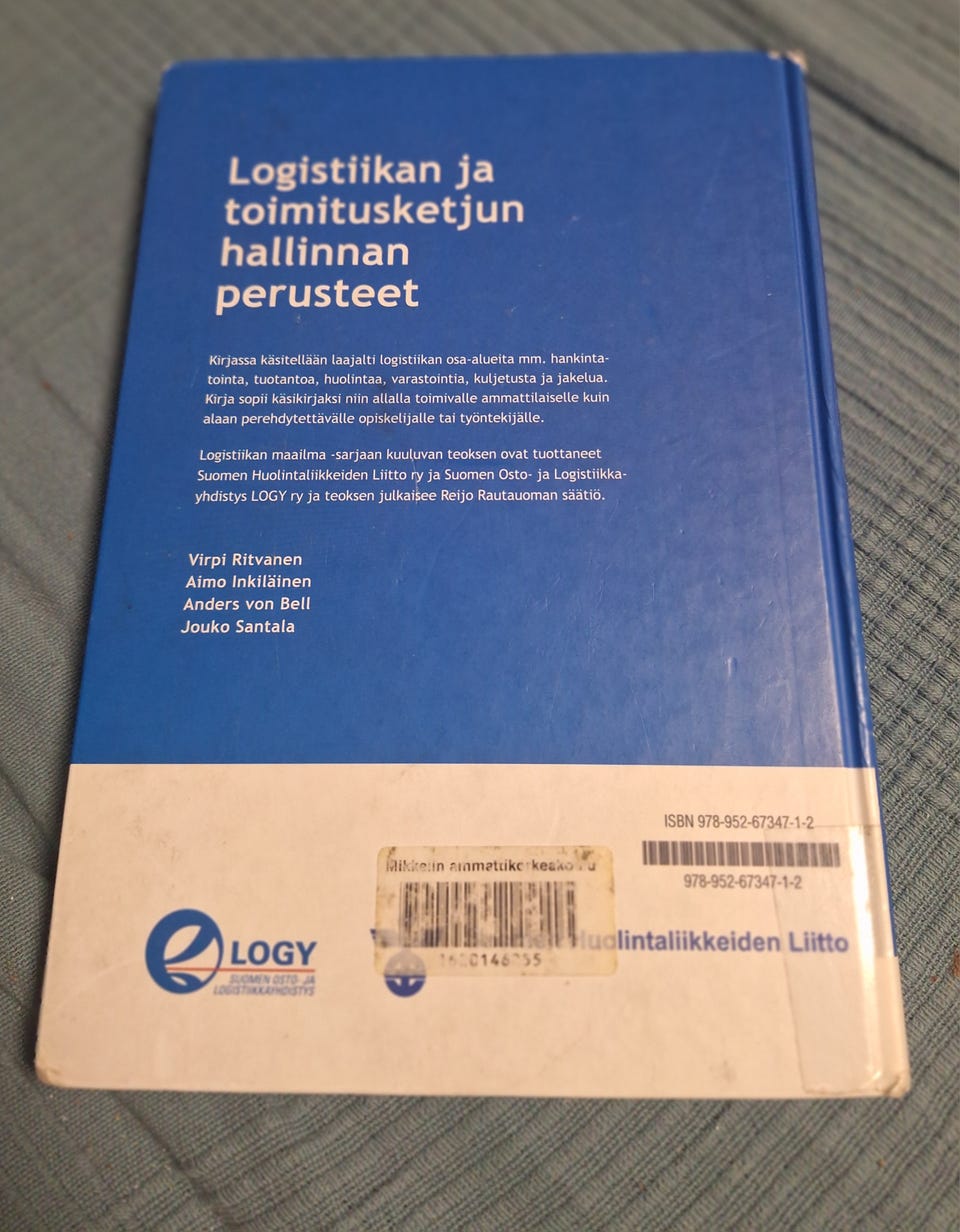 Logistiikan ja
toimitusketjun
hallinnan
perusteet
Kirjassa käsitellään laajalti logistiikan osa-alueita mm. hankinta-
tointa, tuotantoa, huolintaa, varastointia, kuljetusta ja jakelua.
Kirja sopii käsikirjaksi niin allalla toimivalle ammattilaiselle kuin
alaan perehdytettävälle opiskelijalle tai työntekijälle.
Logistiikan maailma -sarjaan kuuluvan teoksen ovat tuottaneet
Suomen Huolintaliikkeiden Liitto ry ja Suomen Osto- ja Logistiikka-
yhdistys LOGY ry ja teoksen julkaisee Reijo Rautauoman säätiö.
Virpi Ritvanen
Aimo Inkiläinen
Anders von Bell
Jouko Santala
ISBN 978-952-67347-1-2
978-952-67347-1-2
Mikkelin
Huolintaliikkeiden Liitto
LOGY
SUOMEN OSTO- JA
LOGISTIIKKAYHDISTYS